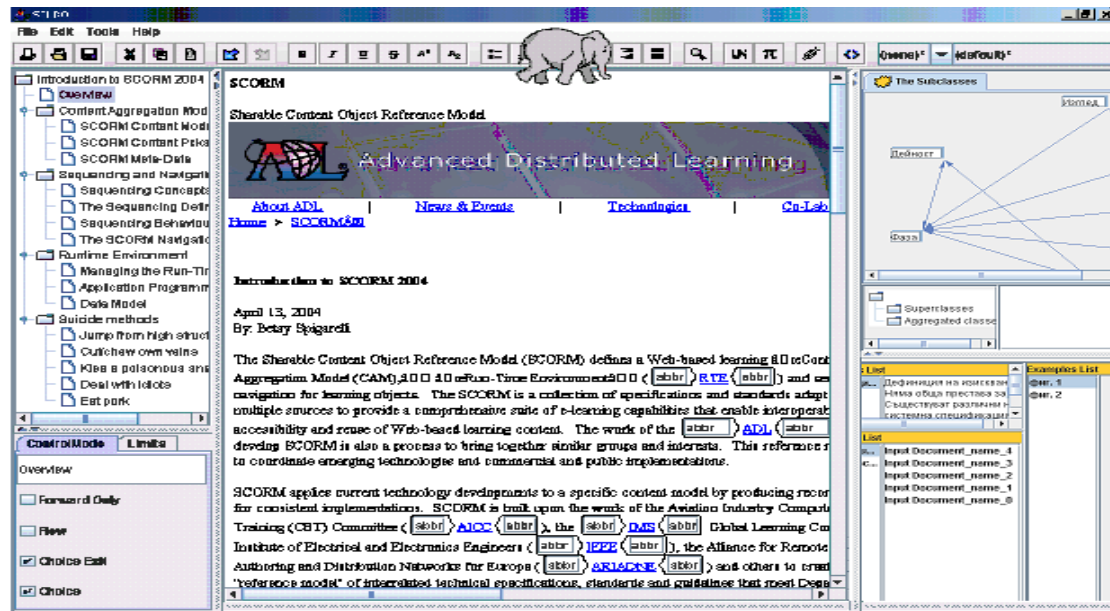 File Edit Tools Help
(none)* (default)*
Introduction to SCORM 2004
Overview
Content Aggregation Mod
SCORM Content Mod
SCORM Content Packa
SCORM Meta-Data
Sequencing and Navigati
Sequencing Concepts
The Sequencing Defin
Sequencing Behaviou
The SCORM Navigatio
Runtime Environment
Managing the Run-Tir
Application Programm
Data Model
Suicide methods
Jump from high struct
Cut/chew own veins
Kiss a poisonous sna
Deal with idiots
Eat pork
Control Mode Limits
Overview
Forward Only
Flow
Choice Exit
Choice
SCORM
Sharable Content Object Reference Model
ADL Advanced Distributed Learning
About ADL | News & Events | Technologies | Co-Lab
Home > SCORM
Introduction to SCORM 2004
April 13, 2004
By: Betsy Spigarelli
The Sharable Content Object Reference Model (SCORM) defines a Web-based learning
Aggregation Model (CAM), Run-Time Environment ( abbr RTE abbr ) and se
navigation for learning objects. The SCORM is a collection of specifications and standards adapt
multiple sources to provide a comprehensive suite of e-learning capabilities that enable interoperab
accessibility and reuse of Web-based learning content. The work of the abbr ADL abbr
develop SCORM is also a process to bring together similar groups and interests. This reference m
to coordinate emerging technologies and commercial and public implementations.
SCORM applies current technology developments to a specific content model by producing recor
for consistent implementations. SCORM is built upon the work of the Aviation Industry Comput
Training (CBT) Committee ( abbr AICC abbr ), the abbr IMS abbr Global Learning Co
Institute of Electrical and Electronics Engineers ( abbr IEEE abbr ), the Alliance for Remote
Authoring and Distribution Networks for Europe ( abbr ARIADNE abbr ) and others to creat
"reference model" of interrelated technical specifications, standards and guidelines that meet Depa
The Subclasses
Изглед
Дейност
Фаза
Superclasses
Aggregated classe
List
Дефиниция на изискван
Няма обща престава за
Съществуват различни н
системна спецификация
Examples List
фиг. 1
фиг. 2
List
Input Document_name_4
Input Document_name_3
Input Document_name_2
Input Document_name_1
Input Document_name_0